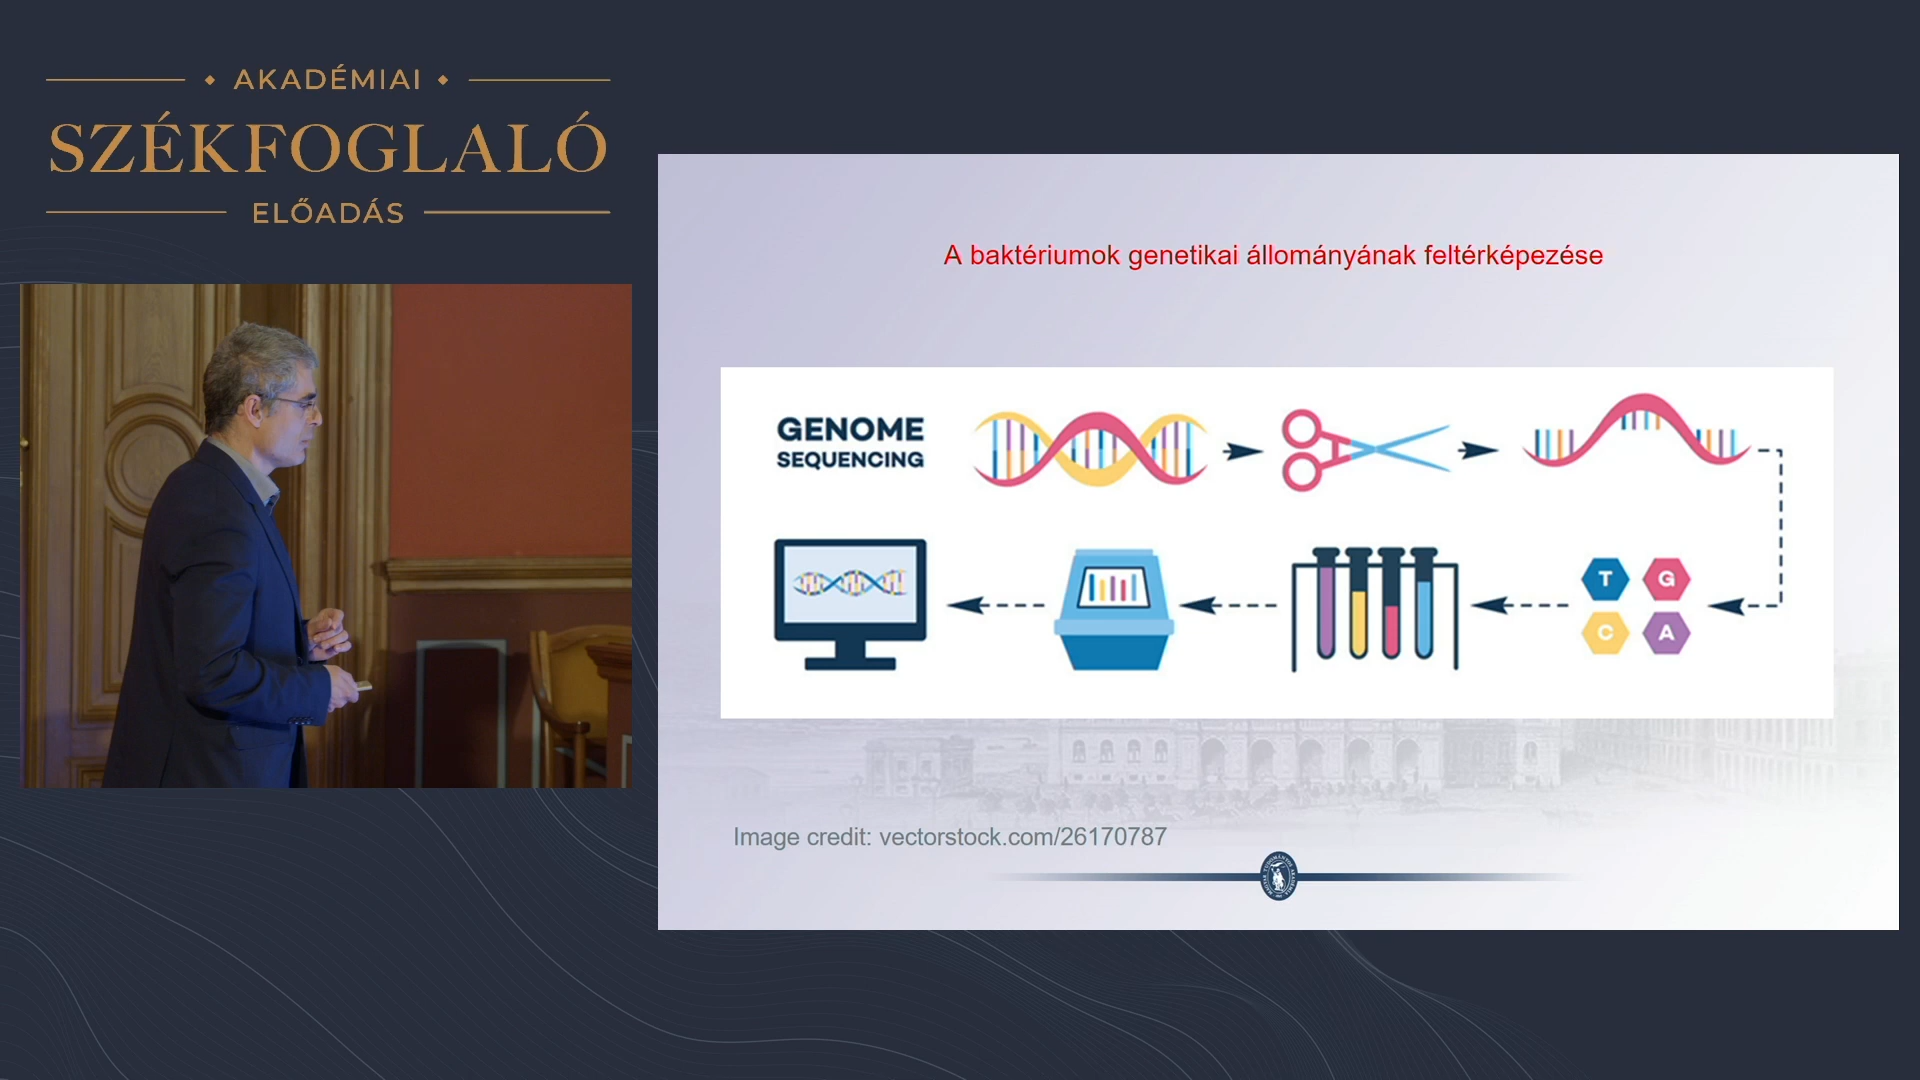 AKADÉMIAI
SZÉKFOGLALÓ
ELŐADÁS
A baktériumok genetikai állományának feltérképezése
GENOME
SEQUENCING
T G
C A
Image credit: vectorstock.com/26170787